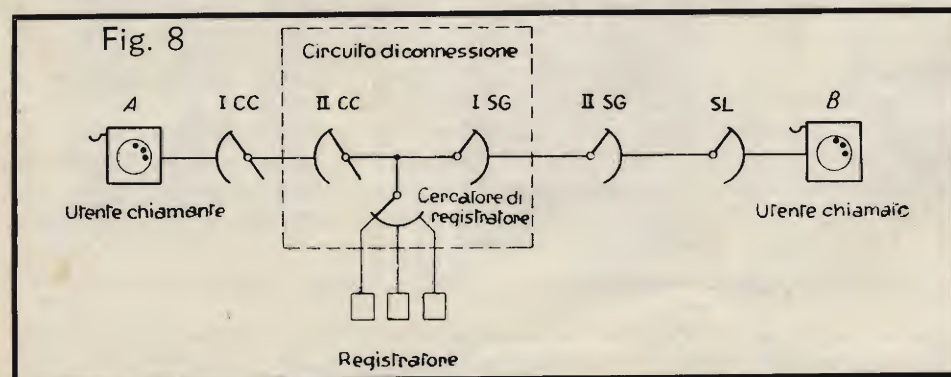 Fig. 8
Circuito di connessione
A
I CC
II CC
I SG
II SG
SL
B
Utente chiamante
Cercatore di
registratore
Utente chiamato
Registratore